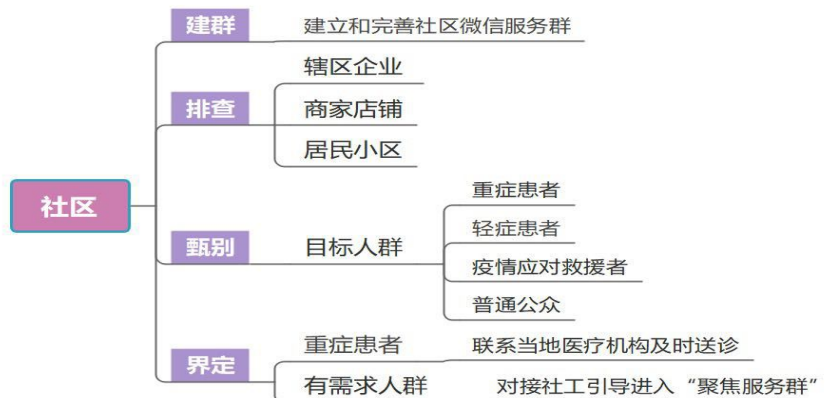 建群
建立和完善社区微信服务群
辖区企业
排查
商家店铺
居民小区
社区
重症患者
轻症患者
甄别
目标人群
疫情应对救援者
普通公众
界定
重症患者
联系当地医疗机构及时送诊
有需求人群
对接社工引导进入“聚焦服务群”